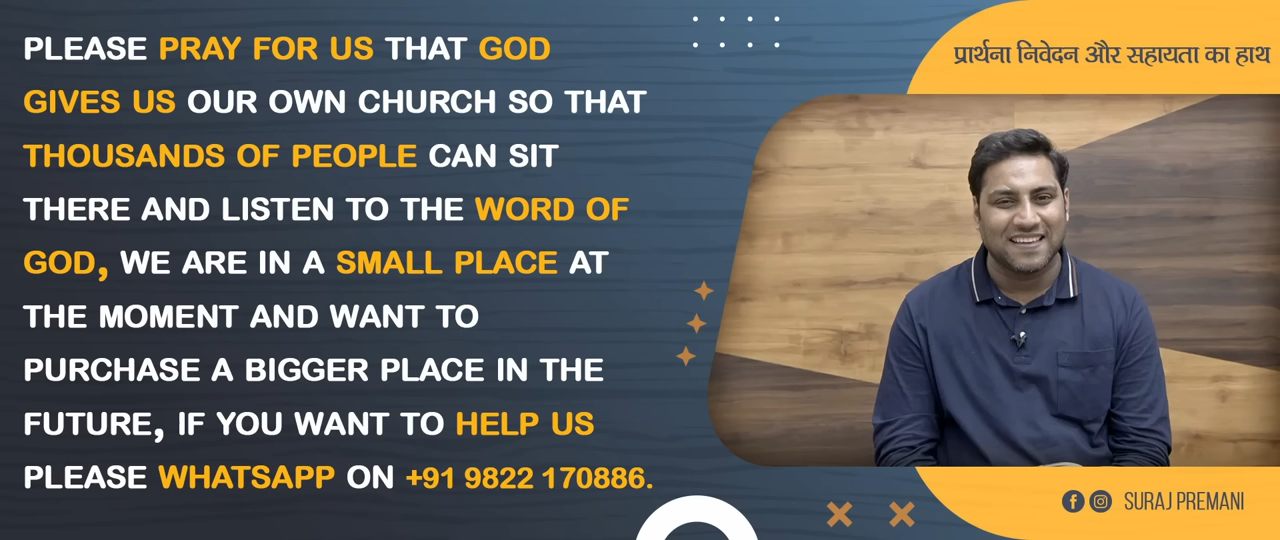 PLEASE PRAY FOR US THAT GOD
GIVES US OUR OWN CHURCH SO THAT
THOUSANDS OF PEOPLE CAN SIT
THERE AND LISTEN TO THE WORD OF
GOD, WE ARE IN A SMALL PLACE AT
THE MOMENT AND WANT TO
PURCHASE A BIGGER PLACE IN THE
FUTURE, IF YOU WANT TO HELP US
PLEASE WHATSAPP ON +91 9822 170886.
प्रार्थना निवेदन और सहायता का हाथ
SURAJ PREMANI